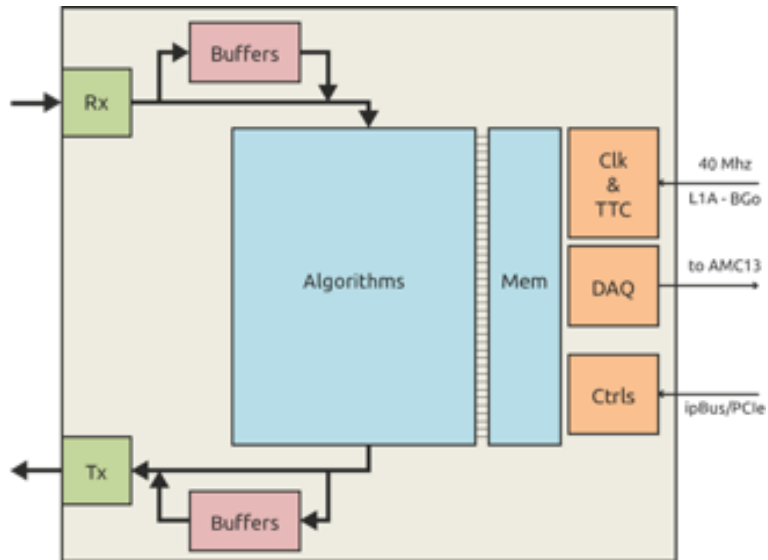 Buffers
Rx
Clk
&
TTC
40 Mhz
L1A - BGo
Algorithms
Mem
DAQ
to AMC13
Ctrls
ipBus/PCIe
Tx
Buffers